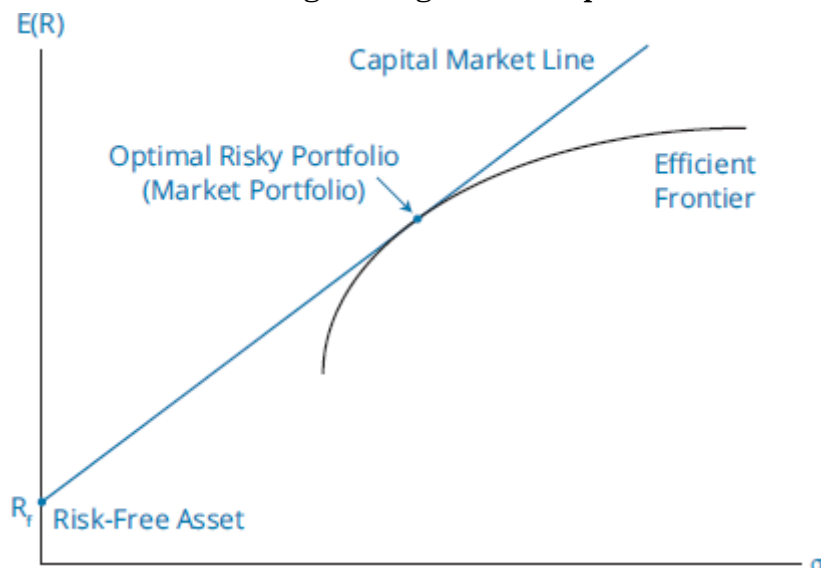 E(R)
Capital Market Line
Optimal Risky Portfolio
(Market Portfolio)
Efficient
Frontier
Rf
Risk-Free Asset
σ